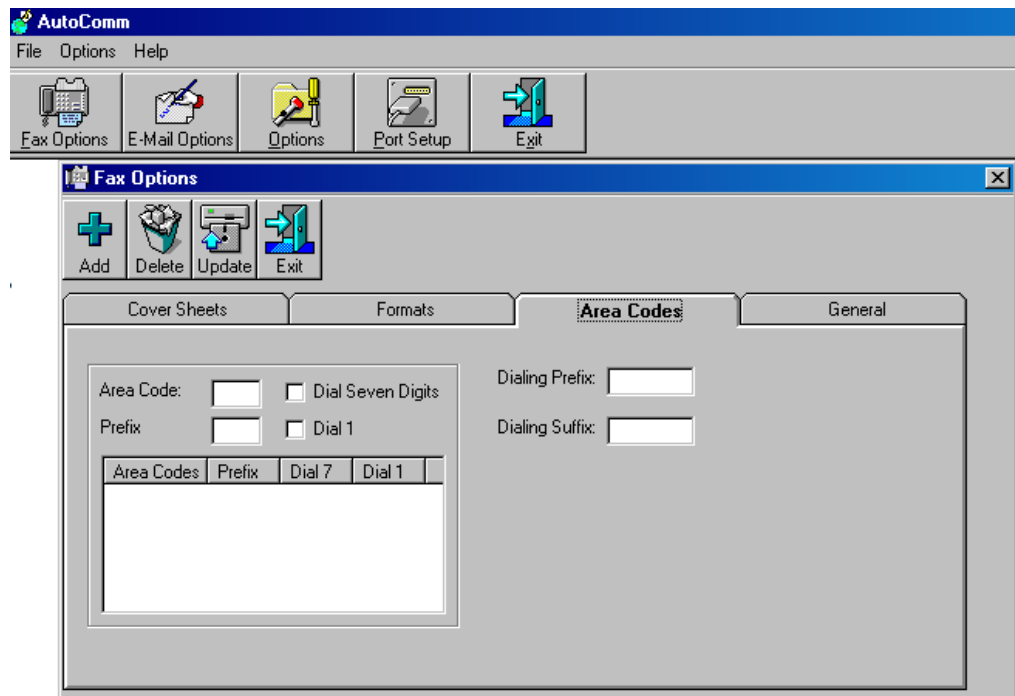 AutoComm
File Options Help
Fax Options E-Mail Options Options Port Setup Exit
Fax Options
Add Delete Update Exit
Cover Sheets Formats Area Codes General
Area Code: Dial Seven Digits Dialing Prefix:
Prefix Dial 1 Dialing Suffix:
Area Codes Prefix Dial 7 Dial 1